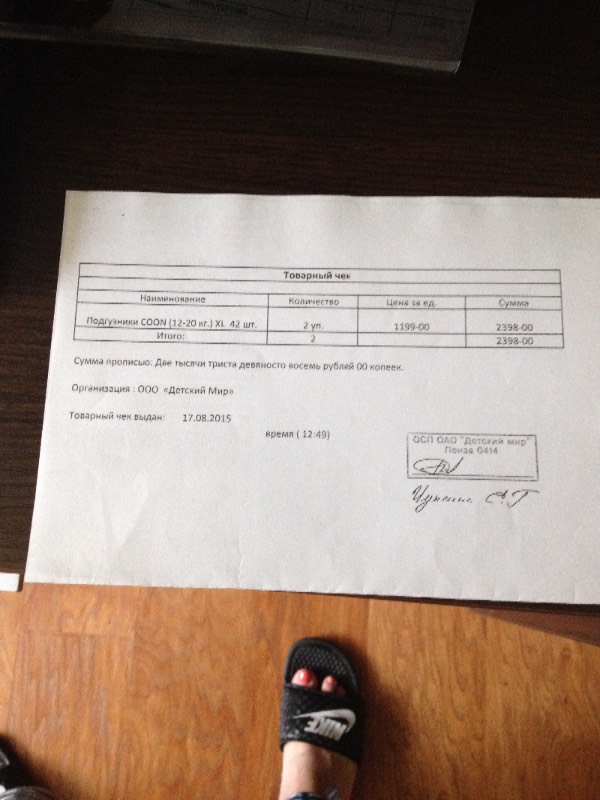 Товарный чек
Наименование Количество Цена за ед. Сумма
Подгузники COON (12-20 кг.) XL 42 шт. 2 уп. 1199-00 2398-00
Итого: 2 2398-00
Сумма прописью: Две тысячи триста девяносто восемь рублей 00 копеек.
Организация : ООО «Детский Мир»
Товарный чек выдан: 17.08.2015
время ( 12:49)
ОСП ОАО "Детский мир"
Пенза 0414
А.Г
NIKE